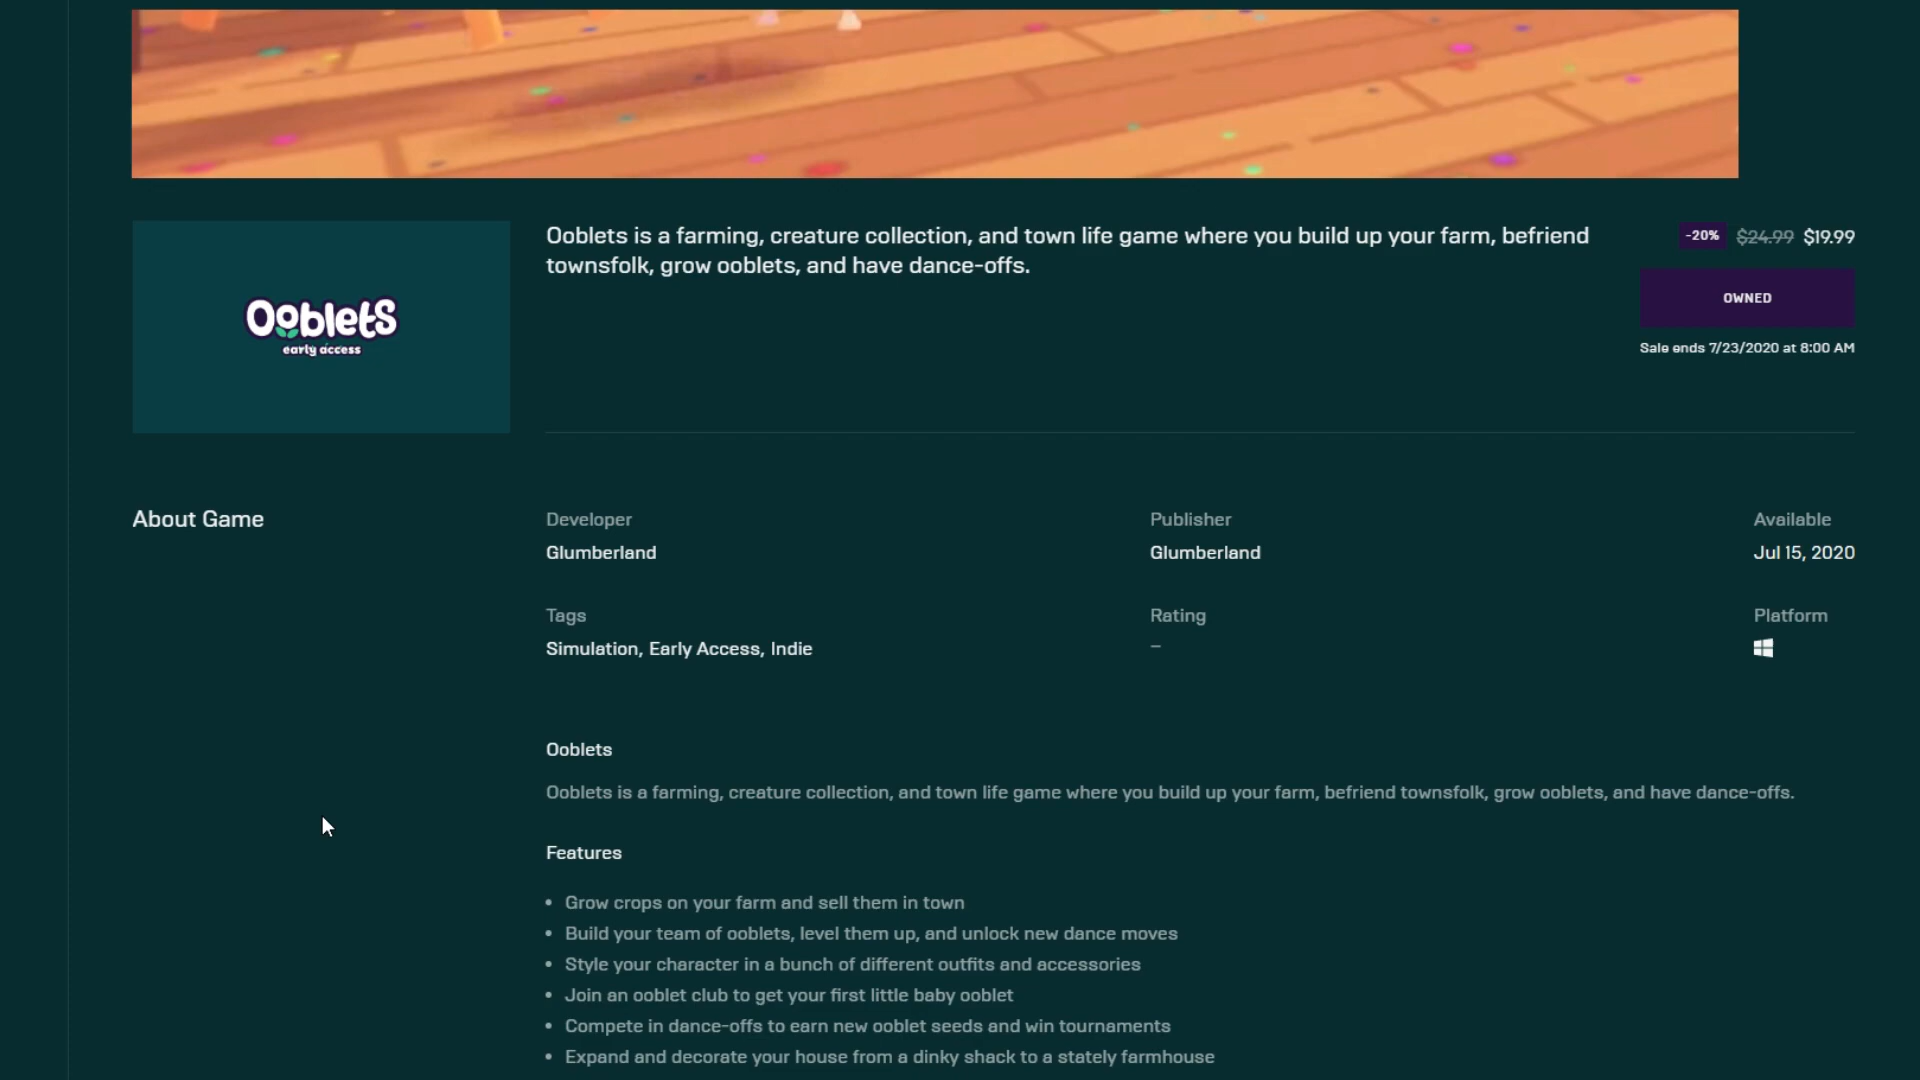 Ooblets is a farming, creature collection, and town life game where you build up your farm, befriend
townsfolk, grow ooblets, and have dance-offs.
-20% $24.99 $19.99
OWNED
Sale ends 7/23/2020 at 8:00 AM
Ooblets
early access
About Game
Developer
Glumberland
Publisher
Glumberland
Available
Jul 15, 2020
Tags
Simulation, Early Access, Indie
Rating
–
Platform
Ooblets
Ooblets is a farming, creature collection, and town life game where you build up your farm, befriend townsfolk, grow ooblets, and have dance-offs.
Features
• Grow crops on your farm and sell them in town
• Build your team of ooblets, level them up, and unlock new dance moves
• Style your character in a bunch of different outfits and accessories
• Join an ooblet club to get your first little baby ooblet
• Compete in dance-offs to earn new ooblet seeds and win tournaments
• Expand and decorate your house from a dinky shack to a stately farmhouse